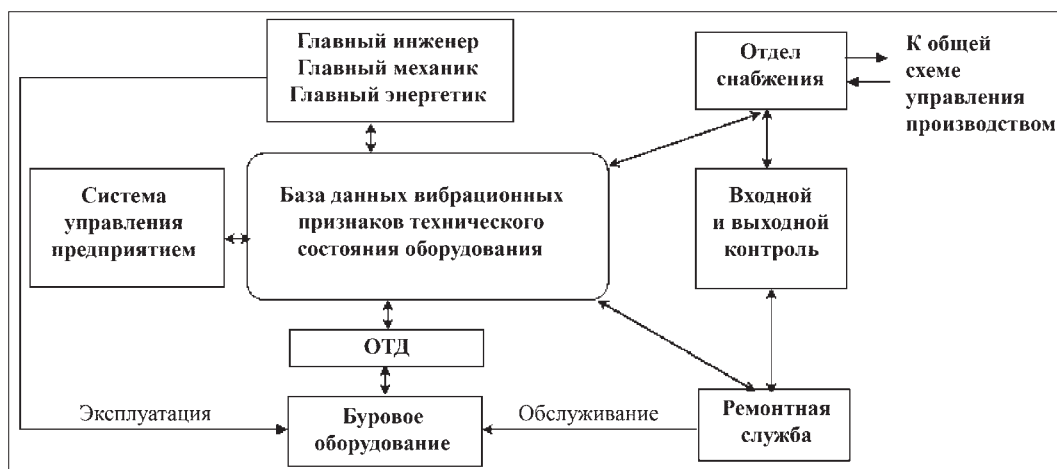 Главный инженер
Главный механик
Главный энергетик
Отдел
снабжения
К общей
схеме
управления
производством
Система
управления
предприятием
База данных вибрационных
признаков технического
состояния оборудования
Входной
и выходной
контроль
ОТД
Эксплуатация
Буровое
оборудование
Обслуживание
Ремонтная
служба